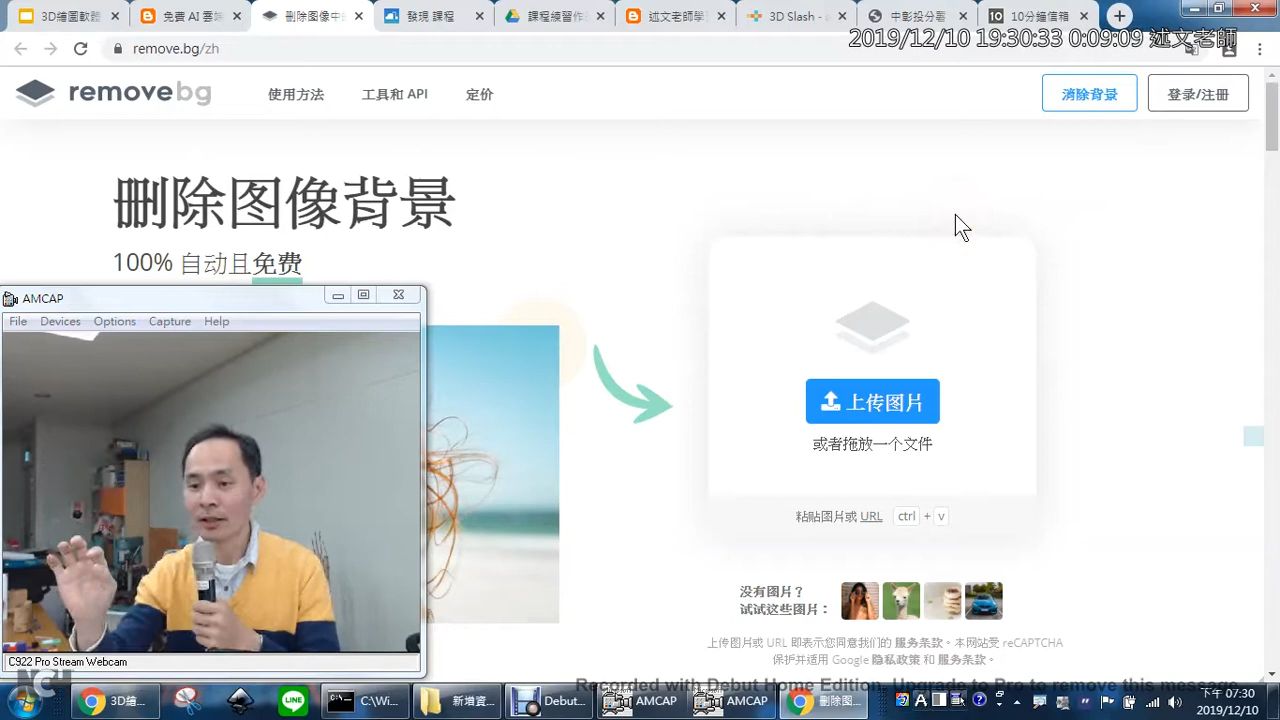 3D繪圖軟體
免費 AI 雲端
刪除图像中
發現 課程
課程練習作
述文老師學
3D Slash - a
中彰投分署
10分鐘信箱
remove.bg/zh
2019/12/10 19:30:33 0:09:09 述文老師
removebg
使用方法
工具和 API
定价
消除背景
登录/注册
删除图像背景
100% 自动且免费
AMCAP
File Devices Options Capture Help
上传图片
或者拖放一个文件
粘贴图片或 URL ctrl + v
没有图片？
试试这些图片：
上传图片或 URL 即表示您同意我们的 服务条款。本网站受 reCAPTCHA
保护并适用 Google 隐私政策 和 服务条款。
C922 Pro Stream Webcam
NCH
Recorded with Debut Home Edition. Upgrade to Pro to remove this message
3D繪
LINE
C:\Wi...
新增資...
Debut...
AMCAP
AMCAP
刪除图...
下午 07:30
2019/12/10